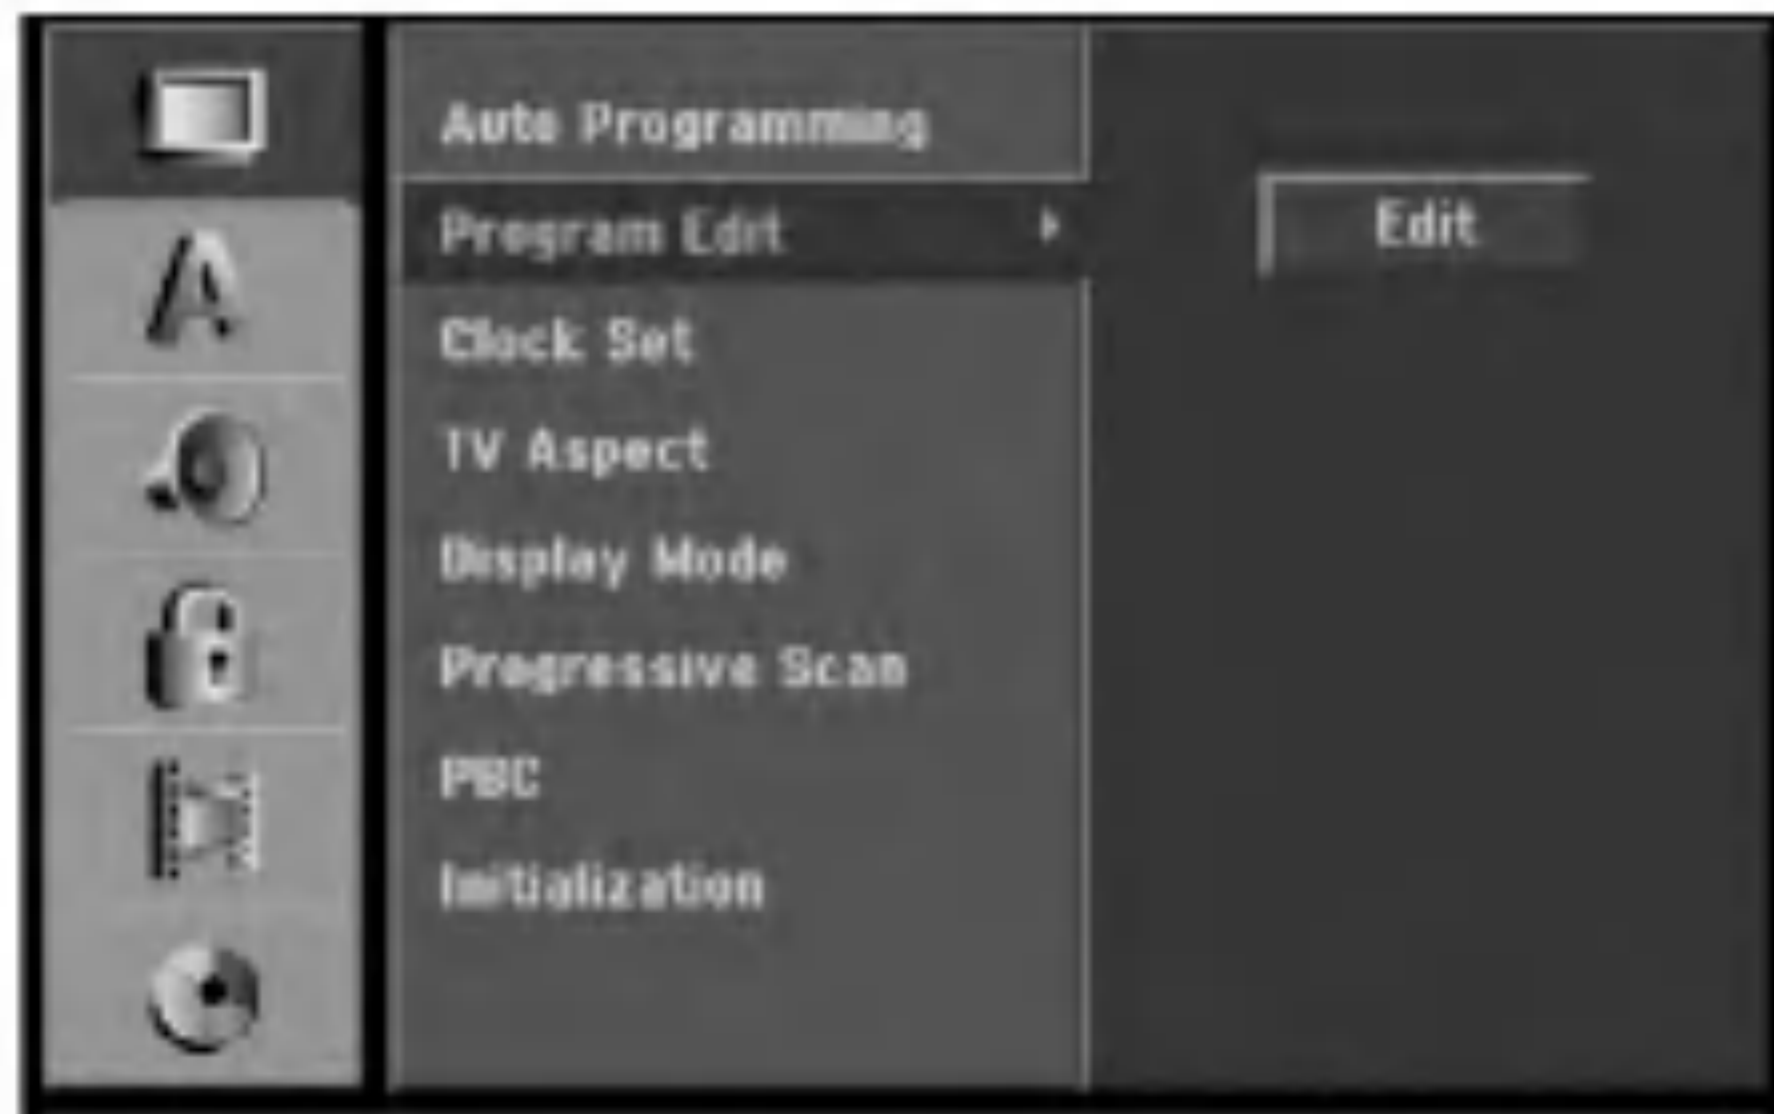 Auto Programming
Program Edit
Edit
Clock Set
TV Aspect
Display Mode
Progressive Scan
PBC
Initialization